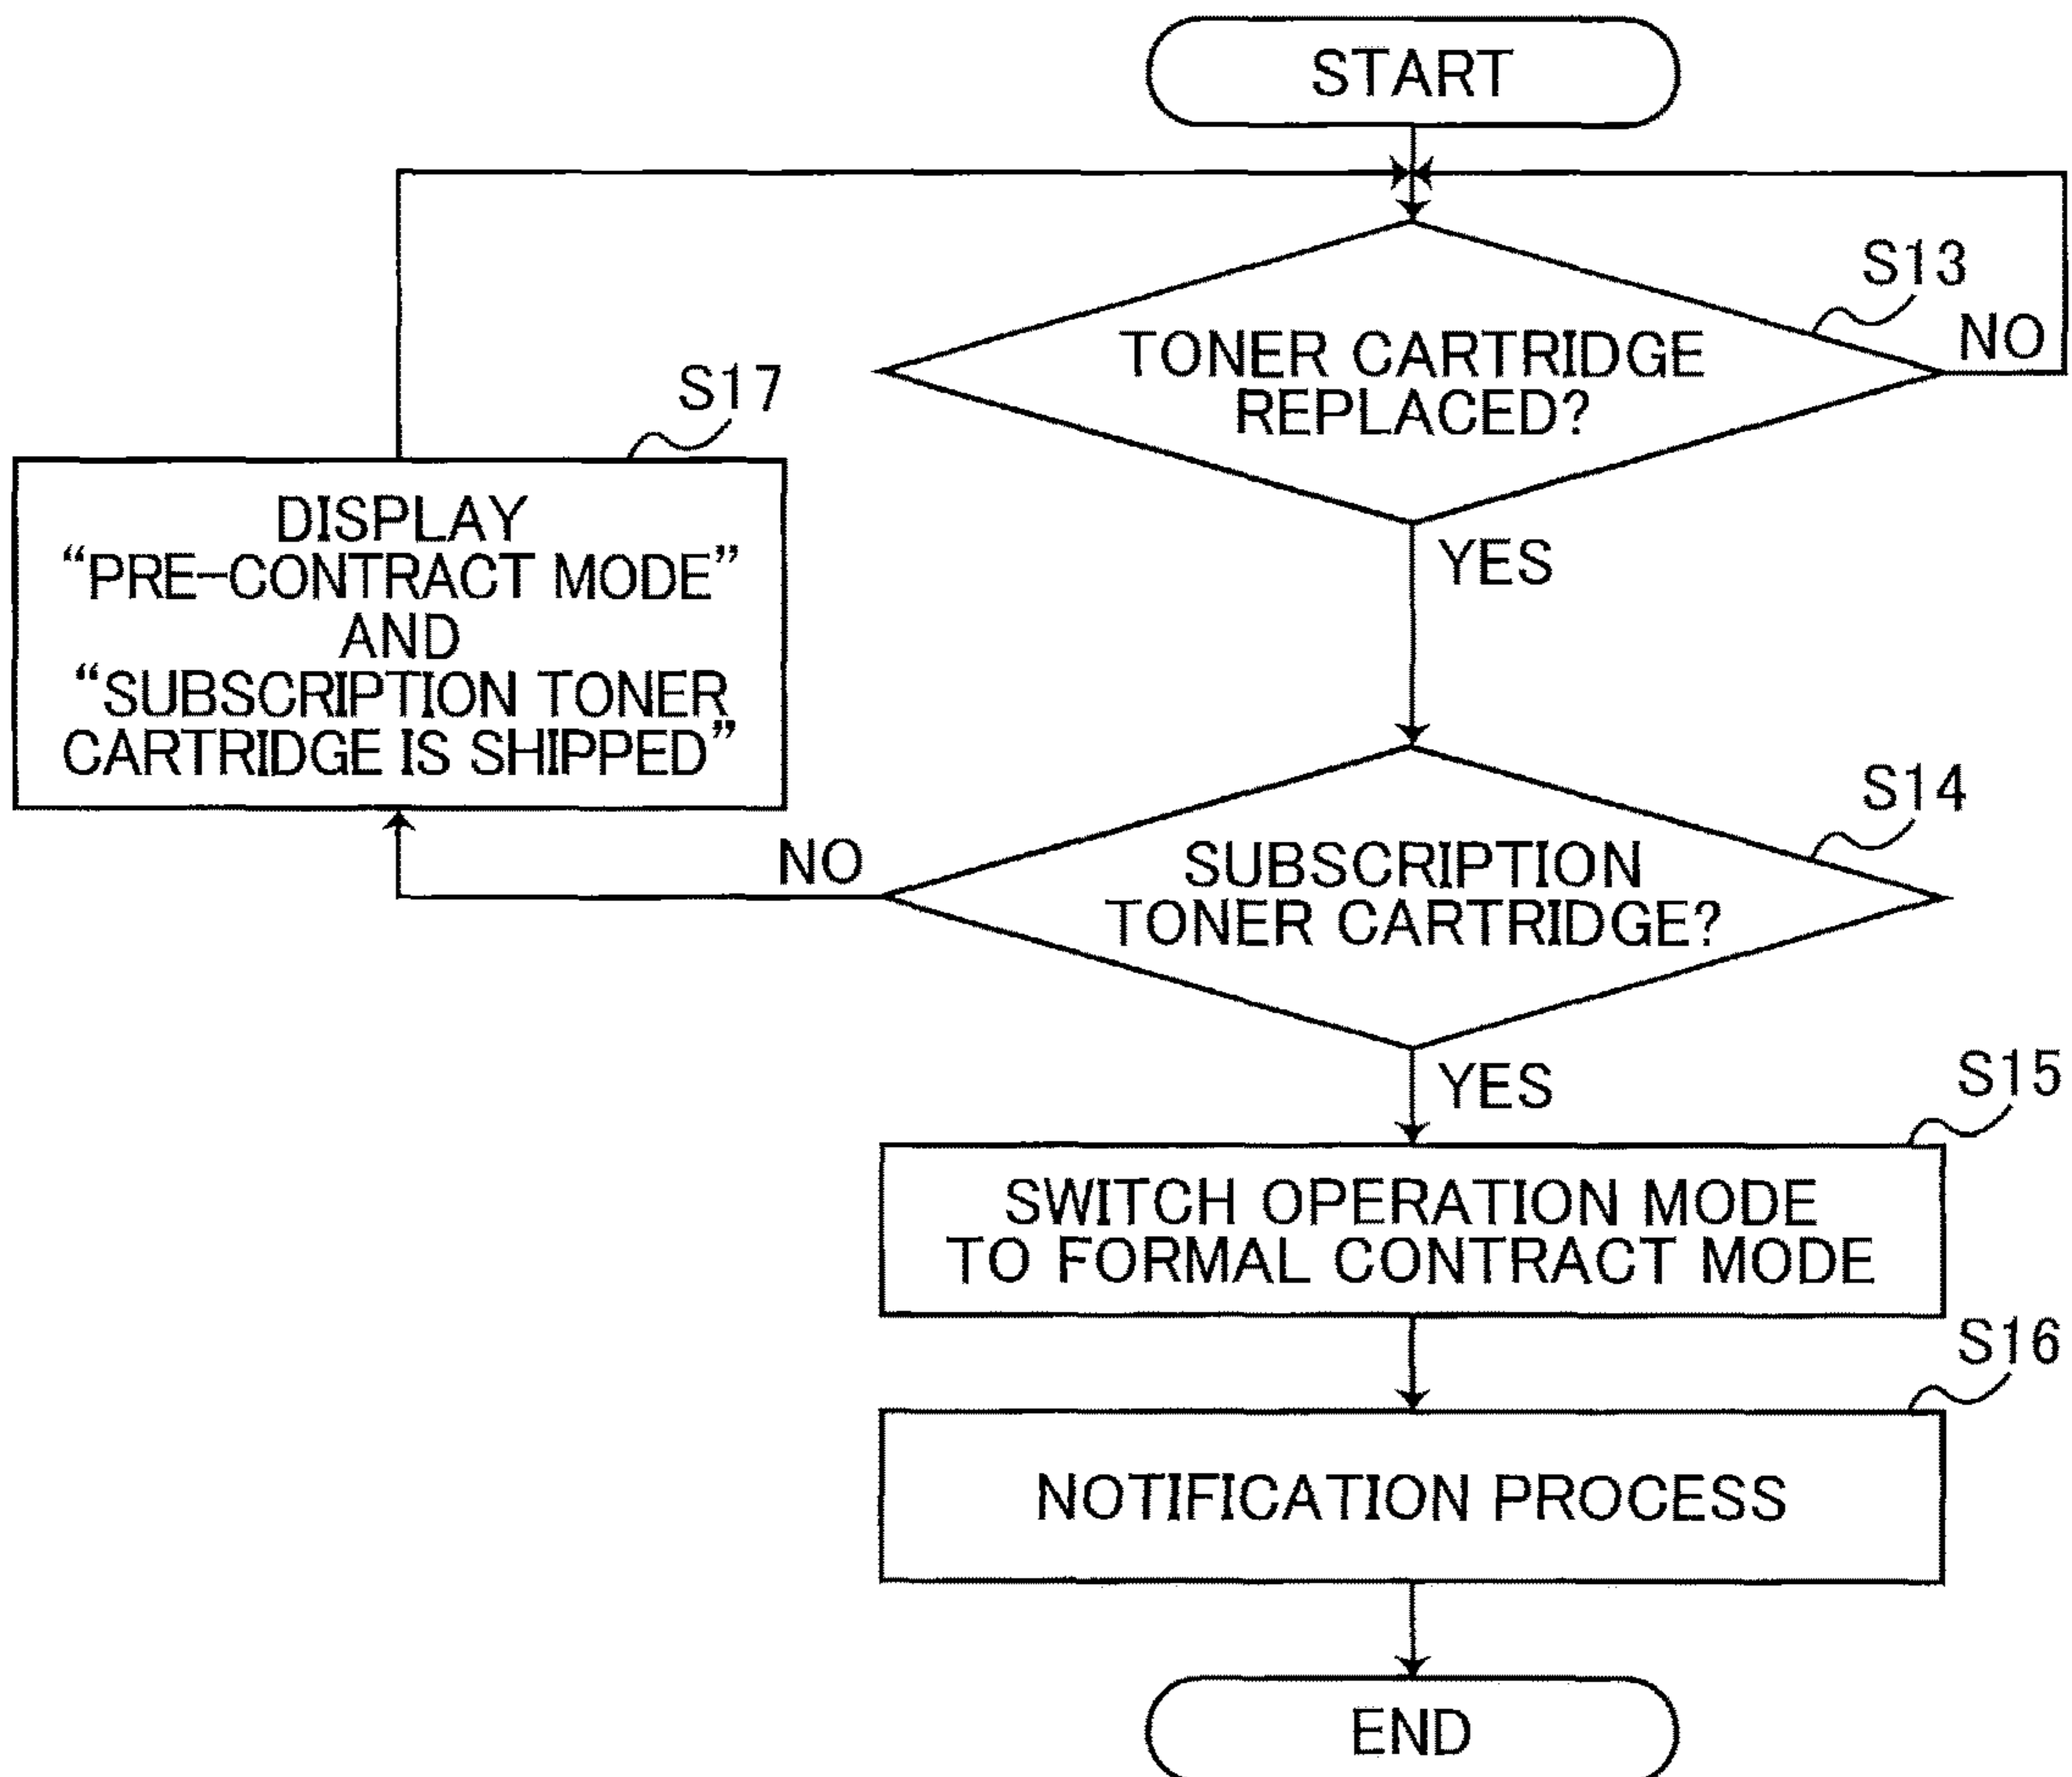 START
S13
TONER CARTRIDGE
REPLACED?
NO
YES
S17
DISPLAY
“PRE-CONTRACT MODE”
AND
“SUBSCRIPTION TONER
CARTRIDGE IS SHIPPED”
S14
SUBSCRIPTION
TONER CARTRIDGE?
NO
YES
S15
SWITCH OPERATION MODE
TO FORMAL CONTRACT MODE
S16
NOTIFICATION PROCESS
END